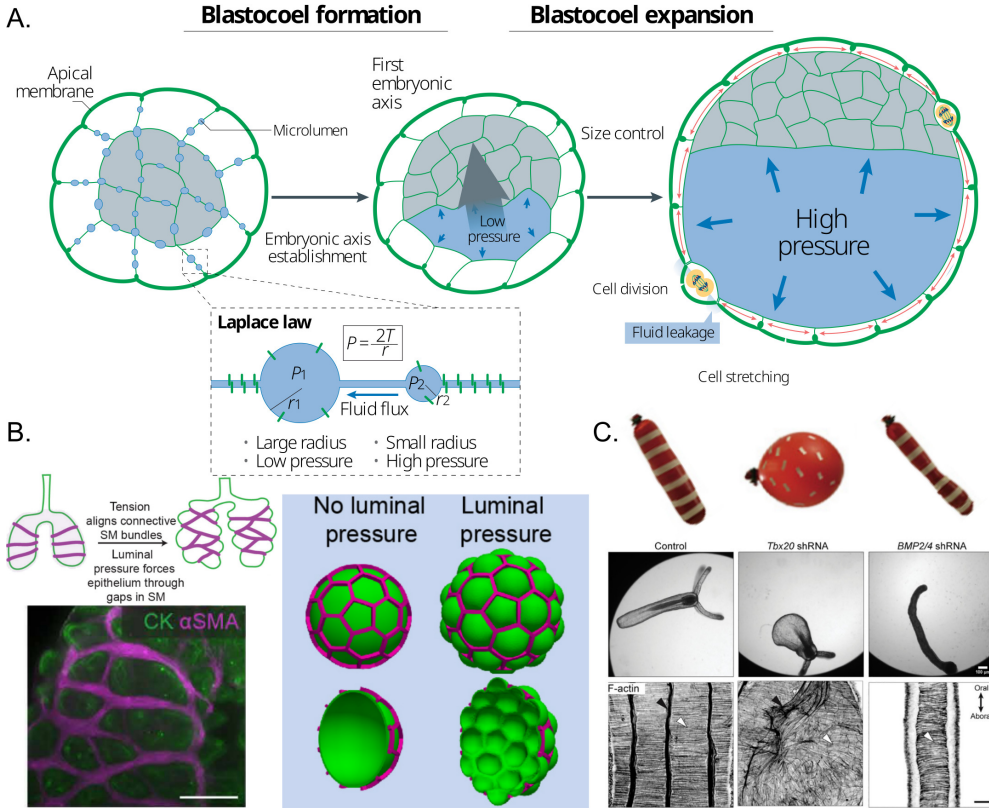 A.
Blastocoel formation
Blastocoel expansion
Apical
membrane
Microlumen
First
embryonic
axis
Size control
Embryonic axis
establishment
Low
pressure
High
pressure
Cell division
Fluid leakage
Cell stretching
Laplace law
P = 2T
r
P1
r1
P2
r2
Fluid flux
• Large radius
• Low pressure
• Small radius
• High pressure
B.
Tension
aligns connective
SM bundles
Luminal
pressure forces
epithelium through
gaps in SM
CK αSMA
No luminal
pressure
Luminal
pressure
C.
Control
Tbx20 shRNA
BMP2/4 shRNA
100 µm
F-actin
Oral
Aboral